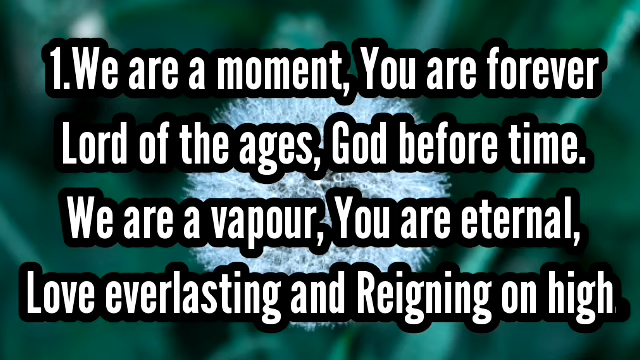 1.We are a moment, You are forever
Lord of the ages, God before time.
We are a vapour, You are eternal,
Love everlasting and Reigning on high.